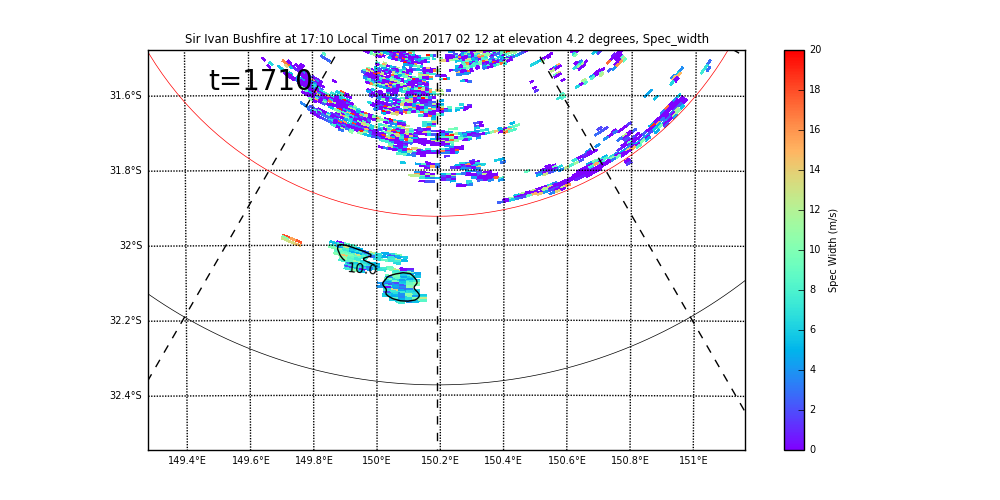 Sir Ivan Bushfire at 17:10 Local Time on 2017 02 12 at elevation 4.2 degrees, Spec_width
t=1710
31.6°S
31.8°S
32°S
32.2°S
32.4°S
10.0
149.4°E 149.6°E 149.8°E 150°E 150.2°E 150.4°E 150.6°E 150.8°E 151°E
20
18
16
14
12
10
8
6
4
2
0
Spec Width (m/s)